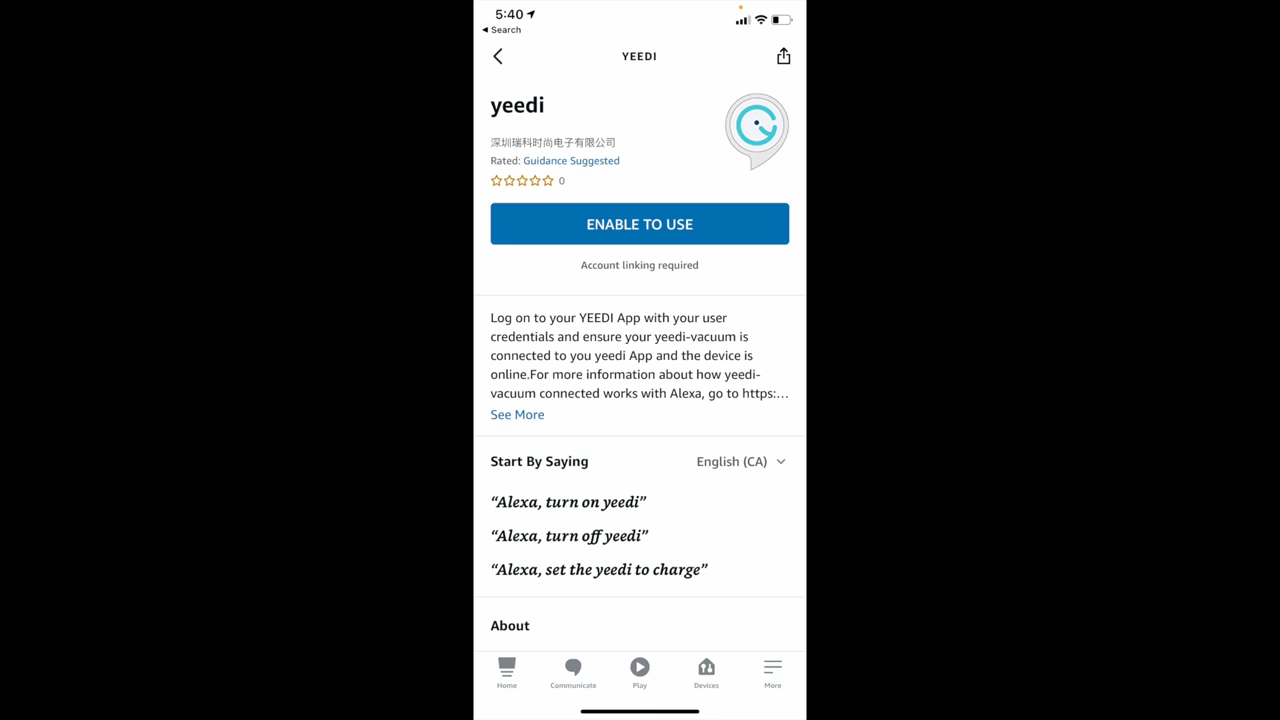 5:40
Search
YEEDI
yeedi
深圳瑞科时尚电子有限公司
Rated: Guidance Suggested
0
ENABLE TO USE
Account linking required
Log on to your YEEDI App with your user
credentials and ensure your yeedi-vacuum is
connected to you yeedi App and the device is
online.For more information about how yeedi-
vacuum connected works with Alexa, go to https:...
See More
Start By Saying English (CA)
“Alexa, turn on yeedi”
“Alexa, turn off yeedi”
“Alexa, set the yeedi to charge”
About
Home Communicate Play Devices More